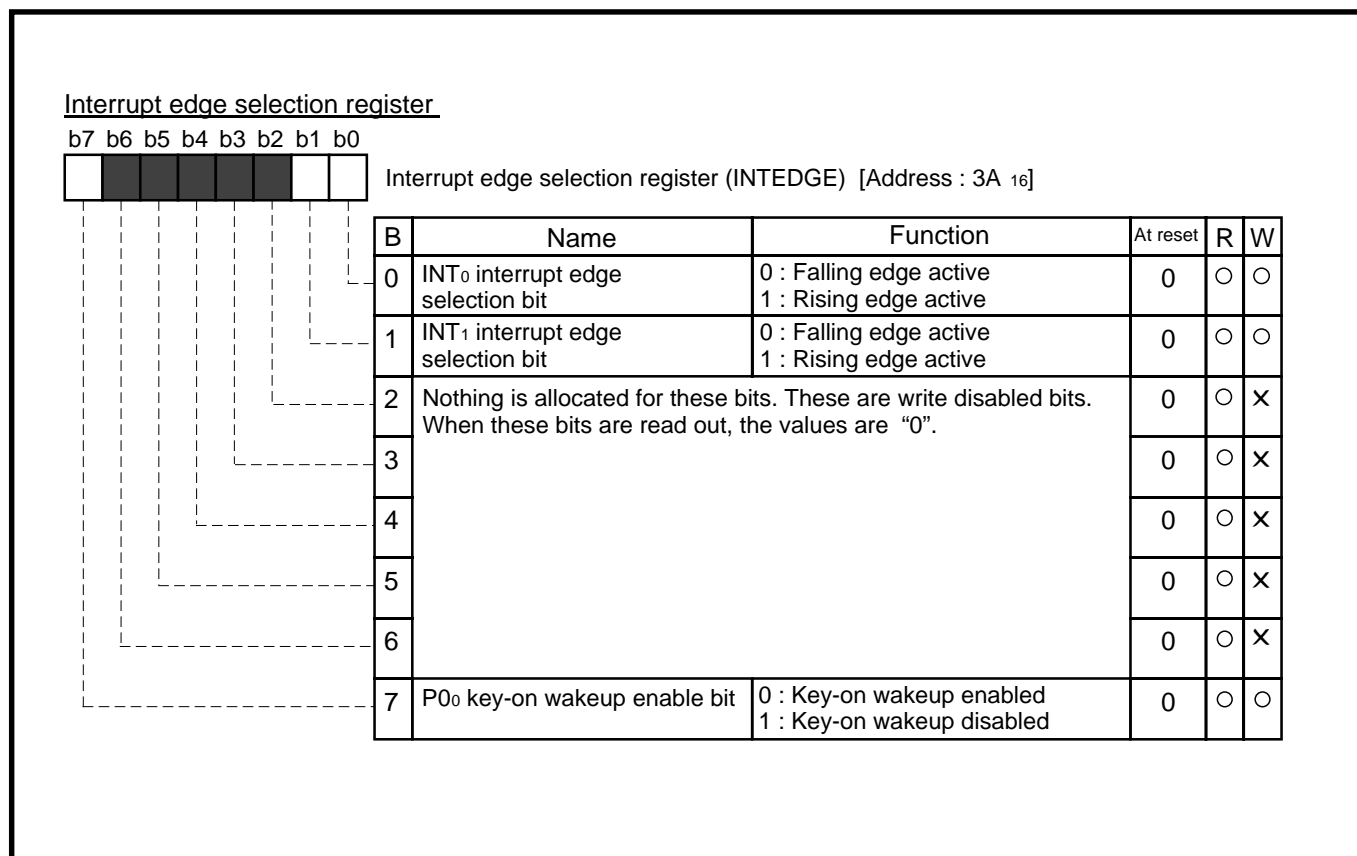 Interrupt edge selection register
b7 b6 b5 b4 b3 b2 b1 b0
Interrupt edge selection register (INTEDGE) [Address : 3A 16]
B Name Function At reset R W
0 INT0 interrupt edge selection bit 0 : Falling edge active 0 ○ ○
1 : Rising edge active
1 INT1 interrupt edge selection bit 0 : Falling edge active 0 ○ ○
1 : Rising edge active
2 Nothing is allocated for these bits. These are write disabled bits. 0 ○ ×
When these bits are read out, the values are “0”.
3 0 ○ ×
4 0 ○ ×
5 0 ○ ×
6 0 ○ ×
7 P00 key-on wakeup enable bit 0 : Key-on wakeup enabled 0 ○ ○
1 : Key-on wakeup disabled